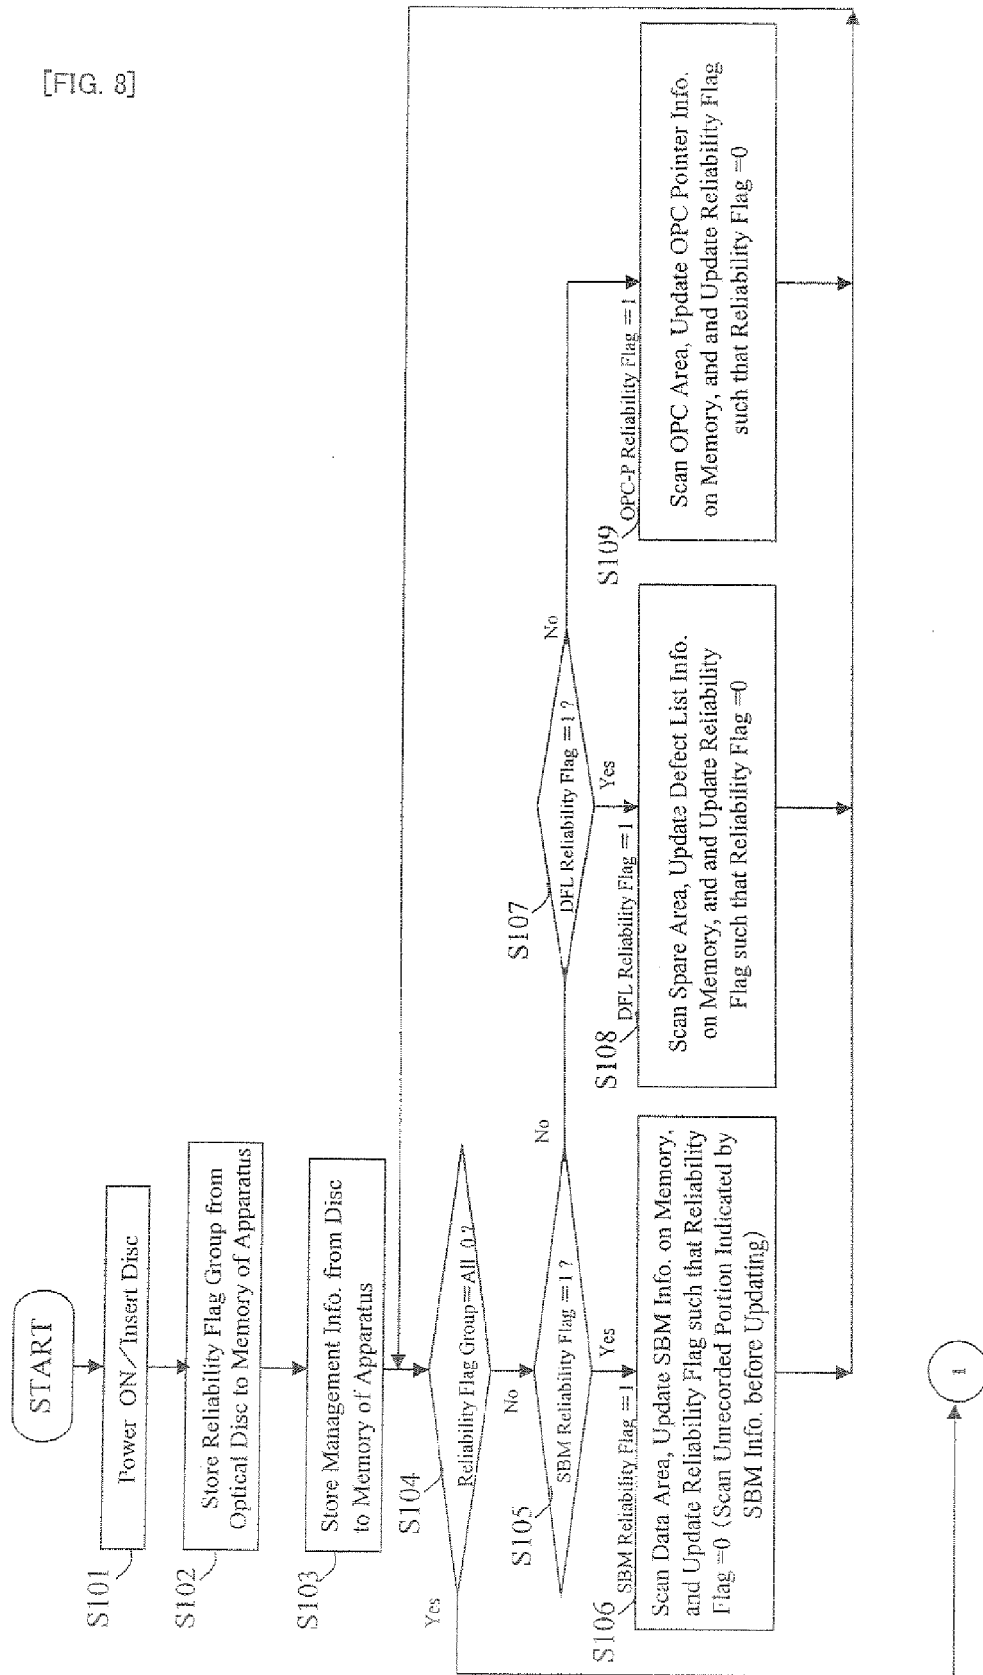 [FIG. 8]
START
S101
Power ON/Insert Disc
S102
Store Reliability Flag Group from
Optical Disc to Memory of Apparatus
S103
Store Management Info. from Disc
to Memory of Apparatus
S104
Reliability Flag Group=All_0 ?
Yes
No
S105
SBM Reliability Flag =1 ?
No
Yes
S106
SBM Reliability Flag =1
Scan Data Area, Update SBM Info. on Memory,
and Update Reliability Flag such that Reliability
Flag =0 (Scan Unrecorded Portion Indicated by
SBM Info. before Updating)
S107
DFL Reliability Flag =1 ?
No
Yes
S108
DFL Reliability Flag =1
Scan Spare Area, Update Defect List Info.
on Memory, and and Update Reliability
Flag such that Reliability Flag =0
S109
OPC-P Reliability Flag =1
Scan OPC Area, Update OPC Pointer Info.
on Memory, and and Update Reliability Flag
such that Reliability Flag =0
1